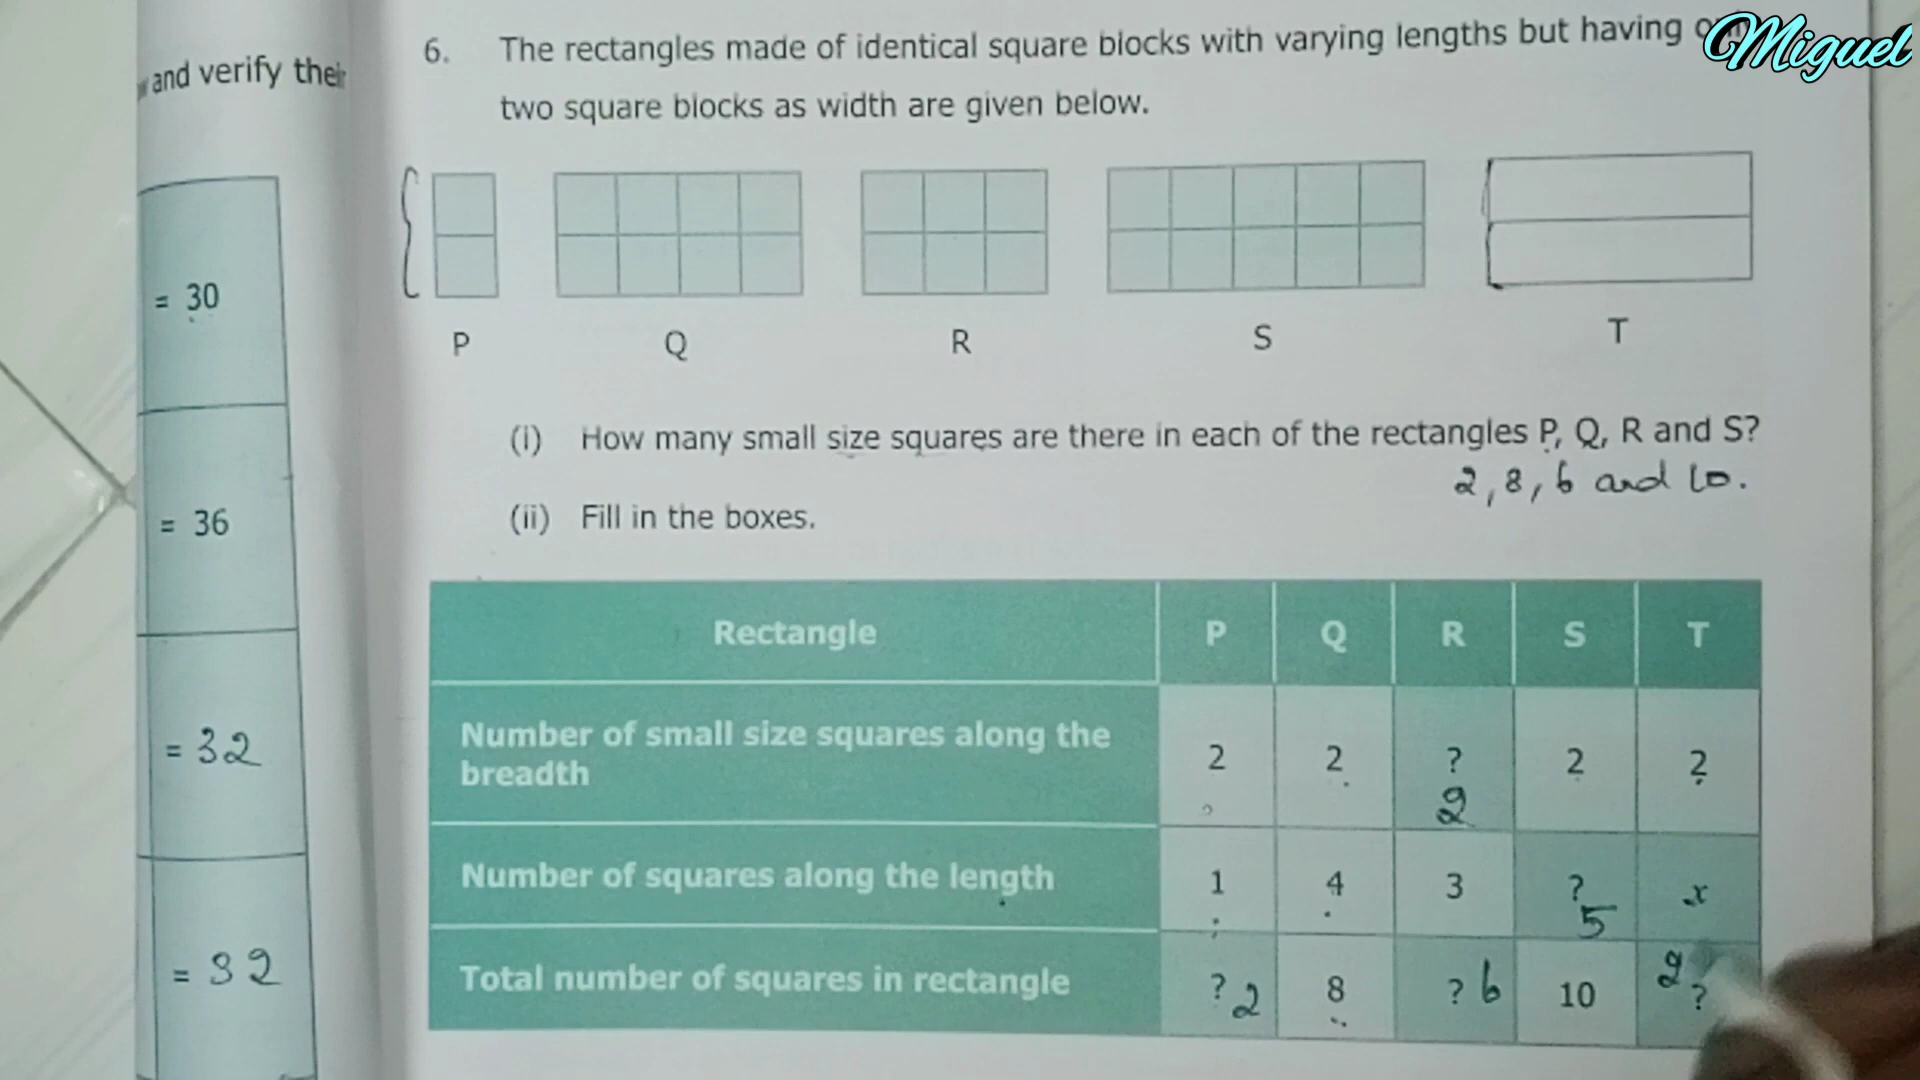 Miguel
and verify their
= 30
= 36
= 32
= 32
6. The rectangles made of identical square blocks with varying lengths but having
two square blocks as width are given below.
P Q R S T
(i) How many small size squares are there in each of the rectangles P, Q, R and S?
2, 8, 6 and 10.
(ii) Fill in the boxes.
Rectangle P Q R S T
Number of small size squares along the
breadth 2 2 ? 2 2 2
Number of squares along the length 1 4 3 ? 5 x
Total number of squares in rectangle ? 2 8 ? 6 10 2 ?